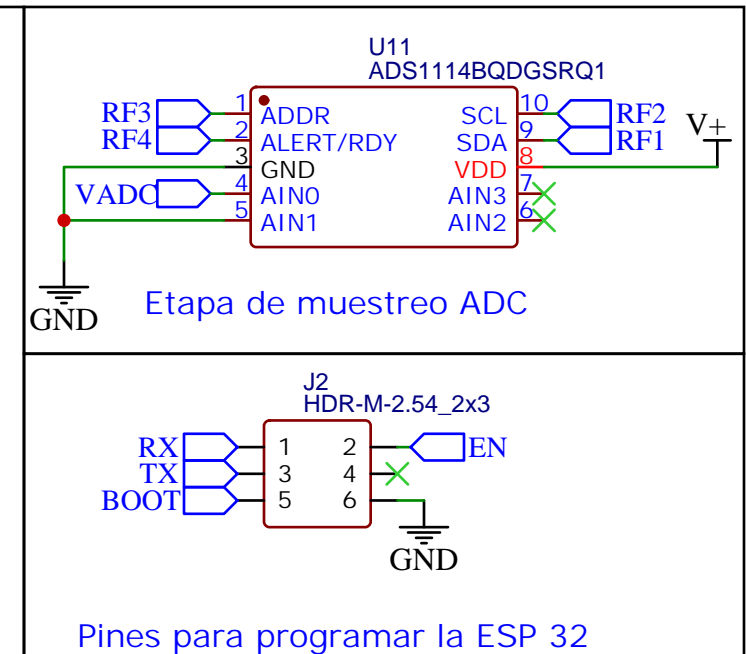 U11
ADS1114BQDGSRQ1
RF3 1 ADDR SCL 10 RF2
RF4 2 ALERT/RDY SDA 9 RF1 V+
3 GND VDD 8
VADC 4 AIN0 AIN3 7
5 AIN1 AIN2 6
GND
Etapa de muestreo ADC
J2
HDR-M-2.54_2x3
RX 1 2 EN
TX 3 4
BOOT 5 6
GND
Pines para programar la ESP 32